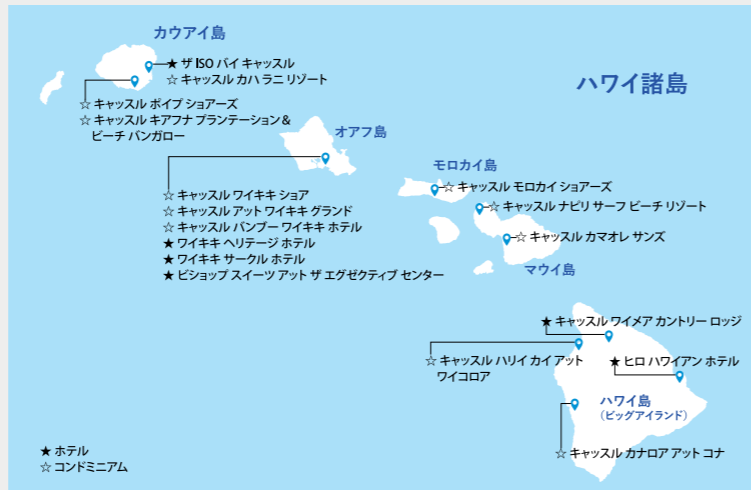 カウアイ島
★ ザ ISO バイ キャッスル
☆ キャッスル カハ ラニ リゾート
ハワイ諸島
☆ キャッスル ポイプ ショアーズ
☆ キャッスル キアフナ プランテーション &
ビーチ バンガロー
オアフ島
☆ キャッスル ワイキキ ショア
☆ キャッスル アット ワイキキ グランド
☆ キャッスル バンブー ワイキキ ホテル
★ ワイキキ ヘリテージ ホテル
★ ワイキキ サークル ホテル
★ ビショップ スイーツ アット ザ エグゼクティブ センター
モロカイ島
☆ キャッスル モロカイ ショアーズ
☆ キャッスル ナピリ サーフ ビーチ リゾート
☆ キャッスル カマオレ サンズ
マウイ島
★ キャッスル ワイメア カントリー ロッジ
☆ キャッスル ハリイ カイ アット
ワイコロア
★ ヒロ ハワイアン ホテル
ハワイ島
(ビッグアイランド)
☆ キャッスル カナロア アット コナ
★ ホテル
☆ コンドミニアム